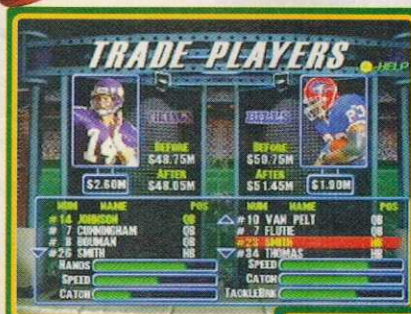 TRADE PLAYERS
HELP
VIKINGS BILLS
BEFORE BEFORE
$48.75M $50.75M
AFTER AFTER
$48.05M $51.45M
$2.60M $1.90M
NUM NAME POS NUM NAME POS
#14 JOHNSON QB #10 VAN PELT QB
# 7 CUNNINGHAM QB # 7 FLUTIE QB
# 8 BOUMAN QB #23 SMITH HB
#26 SMITH HB #34 THOMAS HB
HANDS SPEED
SPEED CATCH
CATCH TACKLEBRK